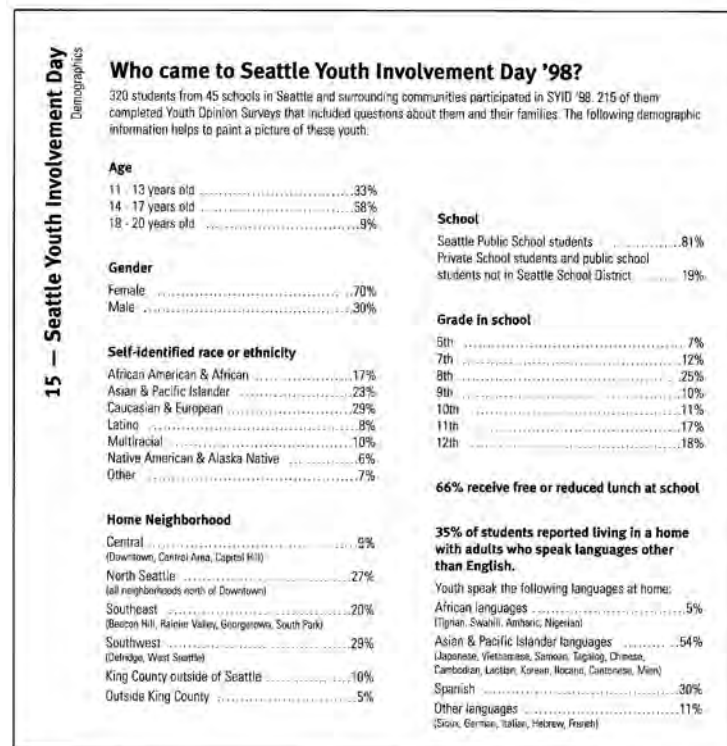 15 — Seattle Youth Involvement Day
Demographics
Who came to Seattle Youth Involvement Day '98?
320 students from 45 schools in Seattle and surrounding communities participated in SYID '98. 215 of them
completed Youth Opinion Surveys that included questions about them and their families. The following demographic
information helps to paint a picture of these youth:
Age
11 - 13 years old ....................33%
14 - 17 years old ....................58%
18 - 20 years old ....................9%
Gender
Female ....................70%
Male ....................30%
Self-identified race or ethnicity
African American & African ....................17%
Asian & Pacific Islander ....................23%
Caucasian & European ....................29%
Latino ....................8%
Multiracial ....................10%
Native American & Alaska Native ....................6%
Other ....................7%
Home Neighborhood
Central ....................9%
(Downtown, Central Area, Capitol Hill)
North Seattle ....................27%
(all neighborhoods north of Downtown)
Southeast ....................20%
(Beacon Hill, Rainier Valley, Georgetown, South Park)
Southwest ....................29%
(Delridge, West Seattle)
King County outside of Seattle ....................10%
Outside King County ....................5%
School
Seattle Public School students ....................81%
Private School students and public school
students not in Seattle School District ....................19%
Grade in school
6th ....................7%
7th ....................12%
8th ....................25%
9th ....................10%
10th ....................11%
11th ....................17%
12th ....................18%
66% receive free or reduced lunch at school
35% of students reported living in a home
with adults who speak languages other
than English.
Youth speak the following languages at home:
African languages ....................5%
(Tigrian, Swahili, Amharic, Nigerian)
Asian & Pacific Islander languages ....................54%
(Japanese, Vietnamese, Samoan, Tagalog, Chinese,
Cambodian, Laotian, Korean, Ilocano, Cantonese, Mien)
Spanish ....................30%
Other languages ....................11%
(Sioux, German, Italian, Hebrew, French)